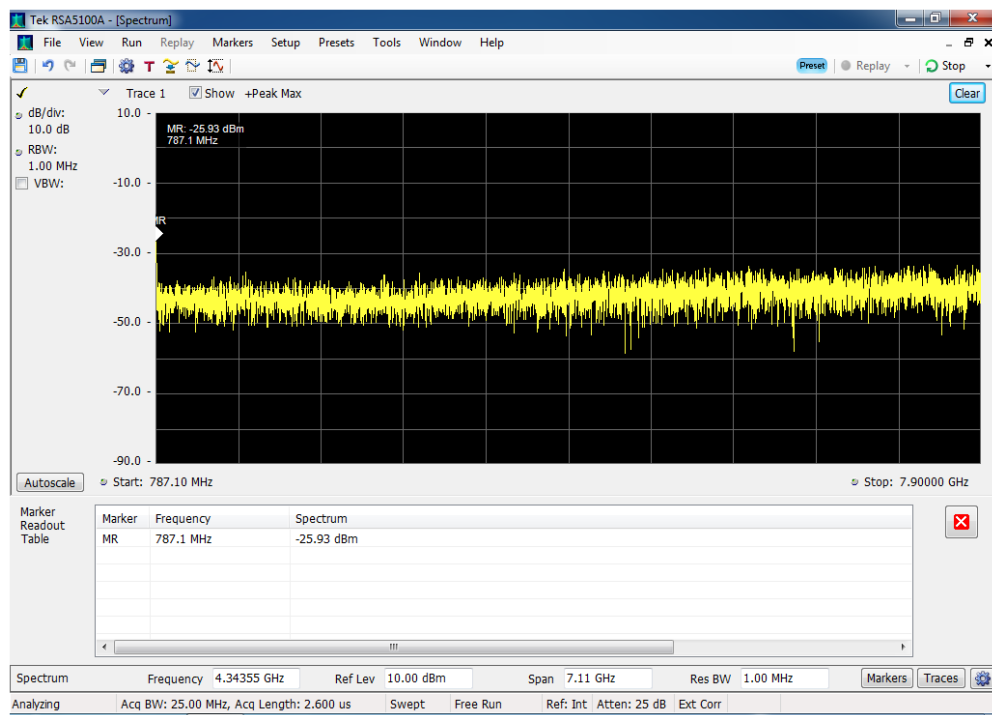 Tek RSA5100A - [Spectrum]
File View Run Replay Markers Setup Presets Tools Window Help
T Preset Replay Stop
Trace 1 Show +Peak Max Clear
dB/div:
10.0 dB
RBW:
1.00 MHz
VBW:
10.0
-10.0
-30.0
-50.0
-70.0
-90.0
MR: -25.93 dBm
787.1 MHz
MR
Autoscale Start: 787.10 MHz Stop: 7.90000 GHz
Marker
Readout
Table
Marker Frequency Spectrum
MR 787.1 MHz -25.93 dBm
Spectrum Frequency 4.34355 GHz Ref Lev 10.00 dBm Span 7.11 GHz Res BW 1.00 MHz Markers Traces
Analyzing Acq BW: 25.00 MHz, Acq Length: 2.600 us Swept Free Run Ref: Int Atten: 25 dB Ext Corr